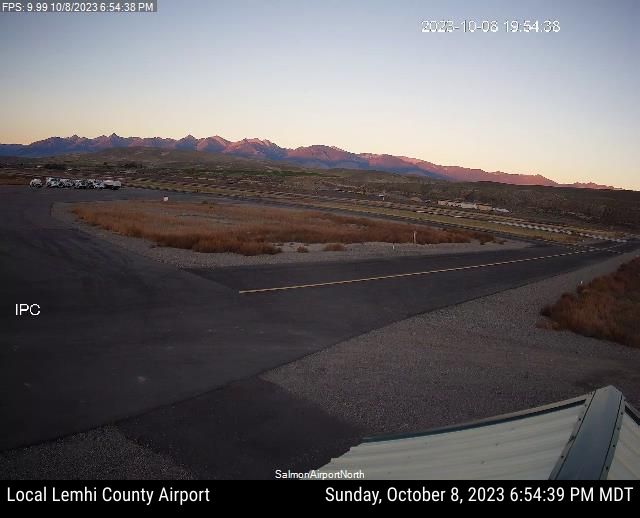 FPS: 9.99 10/8/2023 6:54:38 PM
2023-10-08 19:54:38
IPC
SalmonAirportNorth
Local Lemhi County Airport
Sunday, October 8, 2023 6:54:39 PM MDT